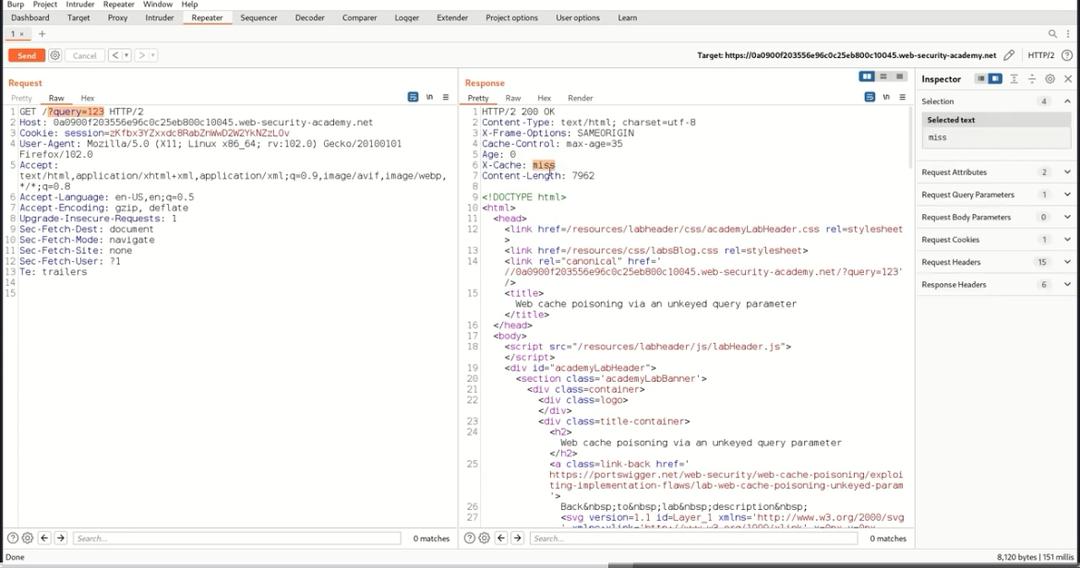 Burp Project Intruder Repeater Window Help
Dashboard Target Proxy Intruder Repeater Sequencer Decoder Comparer Logger Extender Project options User options Learn
1 ×
Send Cancel < > Target: https://0a0900f203556e96c0c25eb800c10045.web-security-academy.net HTTP/2
Request
Pretty Raw Hex
1 GET /?query=123 HTTP/2
2 Host: 0a0900f203556e96c0c25eb800c10045.web-security-academy.net
3 Cookie: session=zKfbx3YZxxdc8RabZnWwD2W2YkNZzL0v
4 User-Agent: Mozilla/5.0 (X11; Linux x86_64; rv:102.0) Gecko/20100101
Firefox/102.0
5 Accept:
text/html,application/xhtml+xml,application/xml;q=0.9,image/avif,image/webp,
*/*;q=0.8
6 Accept-Language: en-US,en;q=0.5
7 Accept-Encoding: gzip, deflate
8 Upgrade-Insecure-Requests: 1
9 Sec-Fetch-Dest: document
10 Sec-Fetch-Mode: navigate
11 Sec-Fetch-Site: none
12 Sec-Fetch-User: ?1
13 Te: trailers
14
15
Search... 0 matches
Response
Pretty Raw Hex Render
1 HTTP/2 200 OK
2 Content-Type: text/html; charset=utf-8
3 X-Frame-Options: SAMEORIGIN
4 Cache-Control: max-age=35
5 Age: 0
6 X-Cache: miss
7 Content-Length: 7962
8
9 <!DOCTYPE html>
10 <html>
11 <head>
12 <link href=/resources/labheader/css/academyLabHeader.css rel=stylesheet
>
13 <link href=/resources/css/labsBlog.css rel=stylesheet>
14 <link rel="canonical" href='
//0a0900f203556e96c0c25eb800c10045.web-security-academy.net/?query=123'
/>
15 <title>
Web cache poisoning via an unkeyed query parameter
</title>
16 </head>
17 <body>
18 <script src="/resources/labheader/js/labHeader.js">
</script>
19 <div id="academyLabHeader">
20 <section class='academyLabBanner'>
21 <div class=container>
22 <div class=logo>
</div>
23 <div class=title-container>
24 <h2>
Web cache poisoning via an unkeyed query parameter
</h2>
25 <a class=link-back href='
https://portswigger.net/web-security/web-cache-poisoning/exploi
ting-implementation-flaws/lab-web-cache-poisoning-unkeyed-param
'>
26 Back&nbsp;to&nbsp;lab&nbsp;description&nbsp;
27 <svg version=1.1 id=Layer_1 xmlns='http://www.w3.org/2000/svg
Search... 0 matches
Inspector
Selection 4
Selected text
miss
Request Attributes 2
Request Query Parameters 1
Request Body Parameters 0
Request Cookies 1
Request Headers 15
Response Headers 6
Done 8,120 bytes | 151 millis